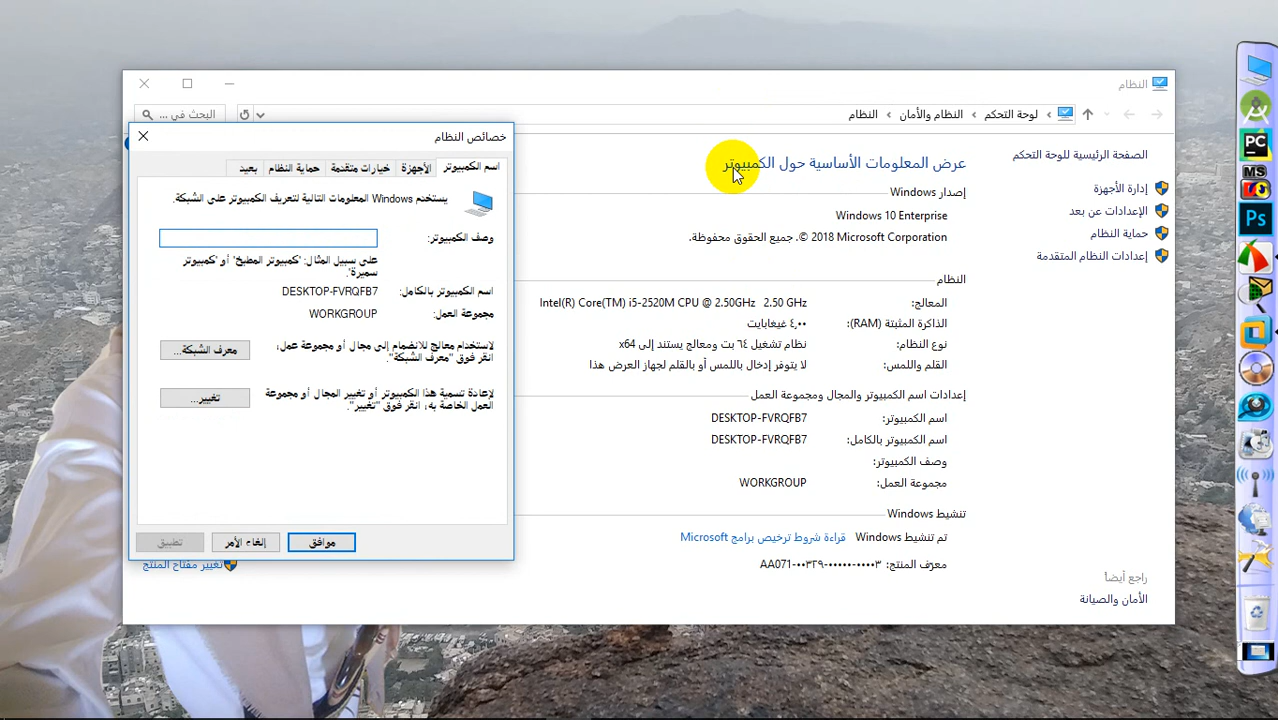 النظام
لوحة التحكم
النظام والأمان
النظام
البحث في ...
الصفحة الرئيسية للوحة التحكم
إدارة الأجهزة
الإعدادات عن بعد
حماية النظام
إعدادات النظام المتقدمة
راجع أيضاً
الأمان والصيانة
عرض المعلومات الأساسية حول الكمبيوتر
إصدار Windows
Windows 10 Enterprise
© 2018 Microsoft Corporation. جميع الحقوق محفوظة.
النظام
المعالج: Intel(R) Core(TM) i5-2520M CPU @ 2.50GHz 2.50 GHz
الذاكرة المثبتة (RAM): ٤,٠٠ غيغابايت
نوع النظام: نظام تشغيل ٦٤ بت ومعالج يستند إلى x64
القلم واللمس: لا يتوفر إدخال باللمس أو بالقلم لجهاز العرض هذا
إعدادات اسم الكمبيوتر والمجال ومجموعة العمل
اسم الكمبيوتر: DESKTOP-FVRQFB7
اسم الكمبيوتر بالكامل: DESKTOP-FVRQFB7
وصف الكمبيوتر:
مجموعة العمل: WORKGROUP
تنشيط Windows
تم تنشيط Windows قراءة شروط ترخيص برامج Microsoft
معرف المنتج: ٠٠٣٢٩-٠٠٠٠٠-٠٠٠٠٣-AA071
تغيير مفتاح المنتج
خصائص النظام
اسم الكمبيوتر
الأجهزة
خيارات متقدمة
حماية النظام
بعيد
يستخدم Windows المعلومات التالية لتعريف الكمبيوتر على الشبكة.
وصف الكمبيوتر:
على سبيل المثال: "كمبيوتر المطبخ" أو "كمبيوتر
سميرة".
اسم الكمبيوتر بالكامل: DESKTOP-FVRQFB7
مجموعة العمل: WORKGROUP
لاستخدام معالج للانضمام إلى مجال أو مجموعة عمل،
انقر فوق "معرف الشبكة".
معرف الشبكة...
لإعادة تسمية هذا الكمبيوتر أو تغيير المجال أو مجموعة
العمل الخاصة به، انقر فوق "تغيير".
تغيير...
موافق
إلغاء الأمر
تطبيق
PC
MS
Ps